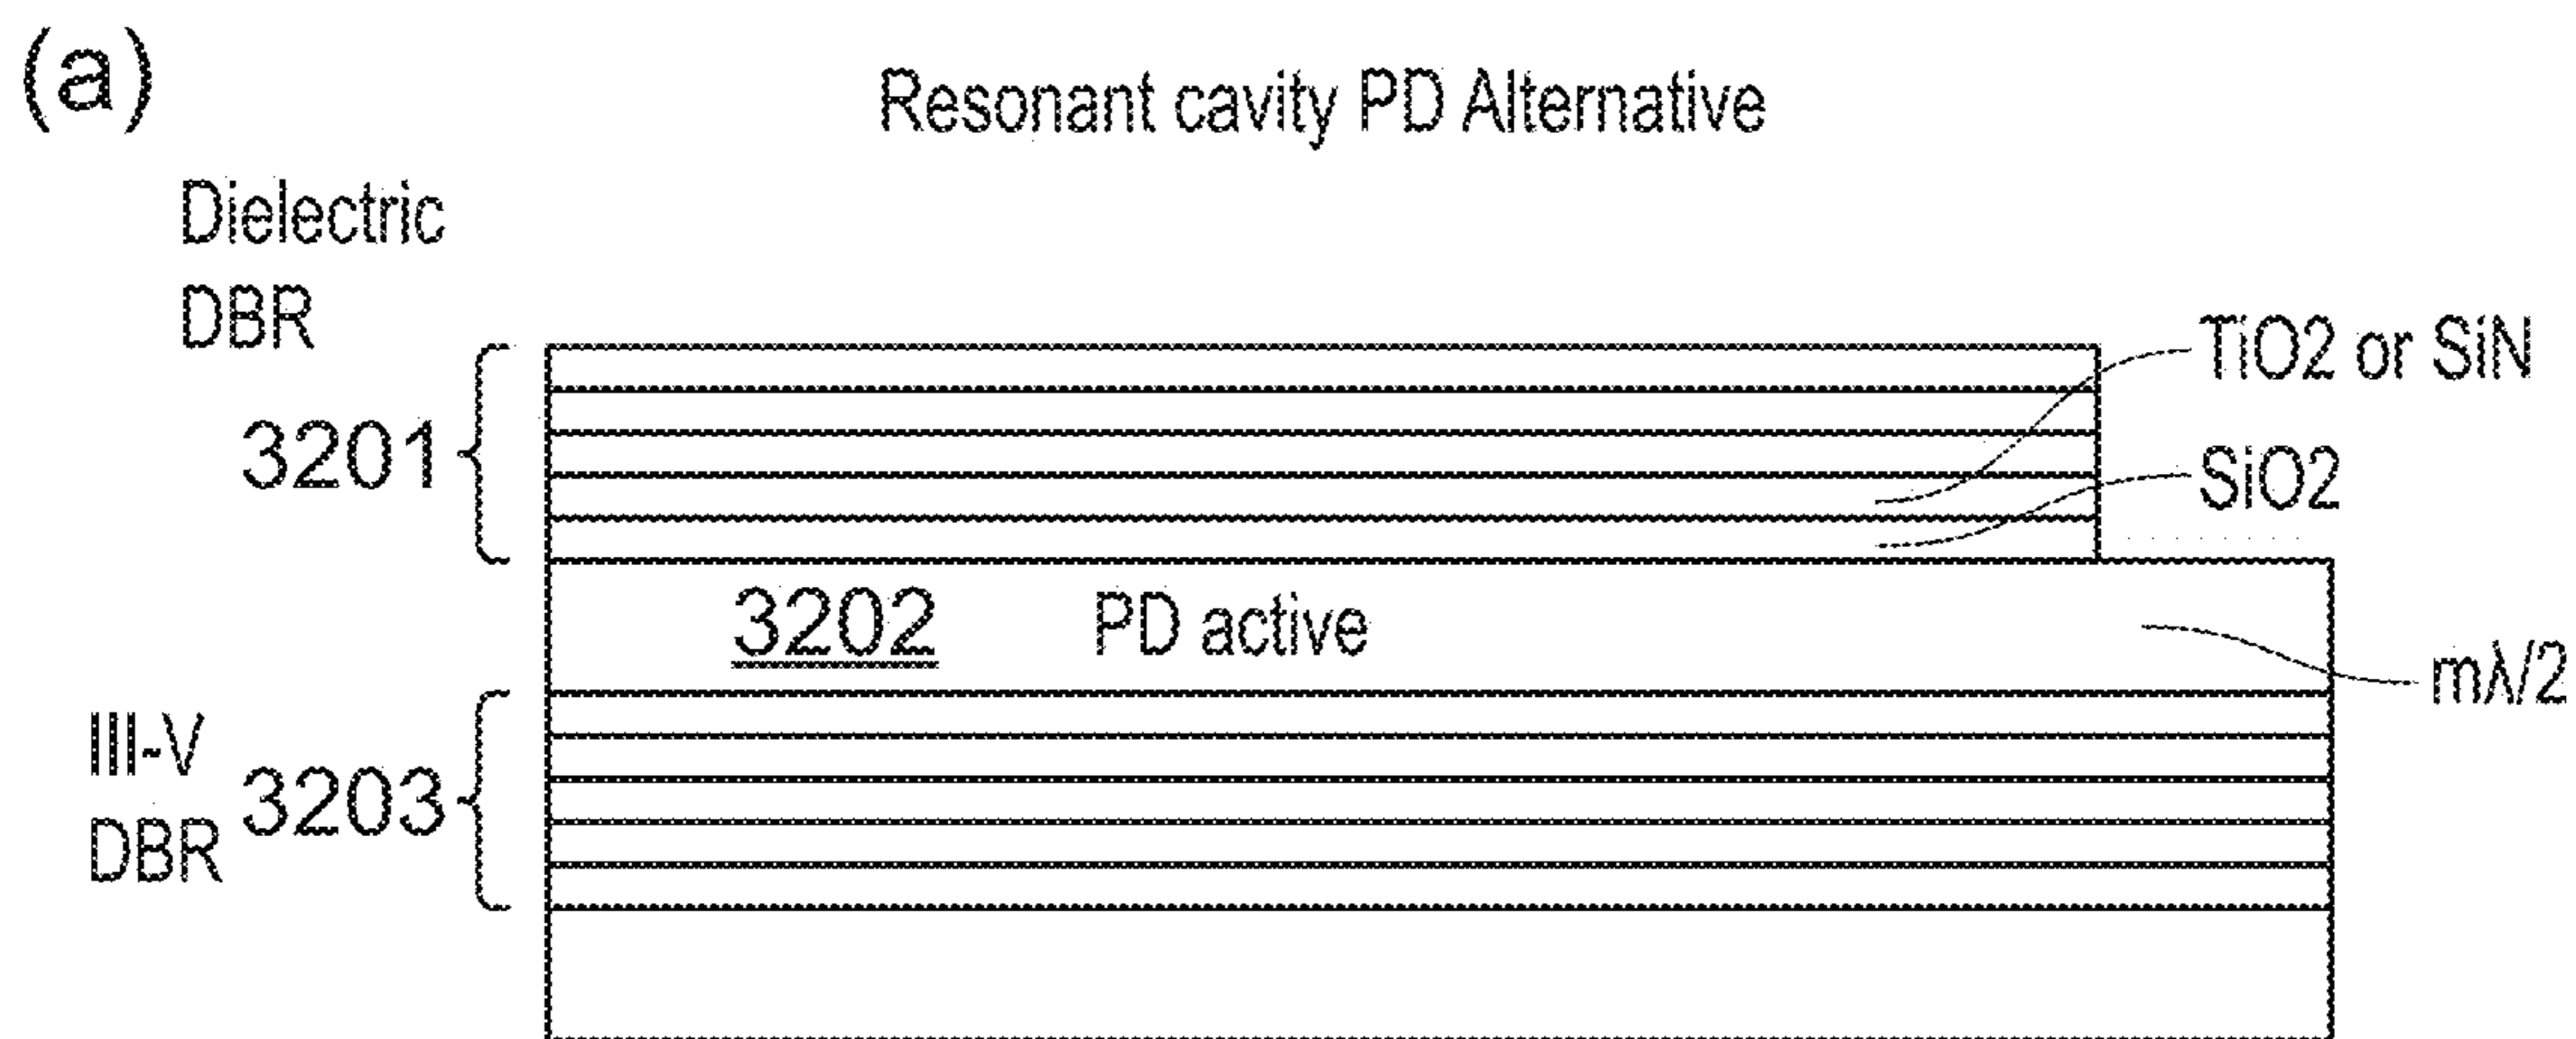 (a)
Resonant cavity PD Alternative
Dielectric
DBR
3201
TiO2 or SiN
SiO2
3202 PD active
mλ/2
III-V
DBR
3203